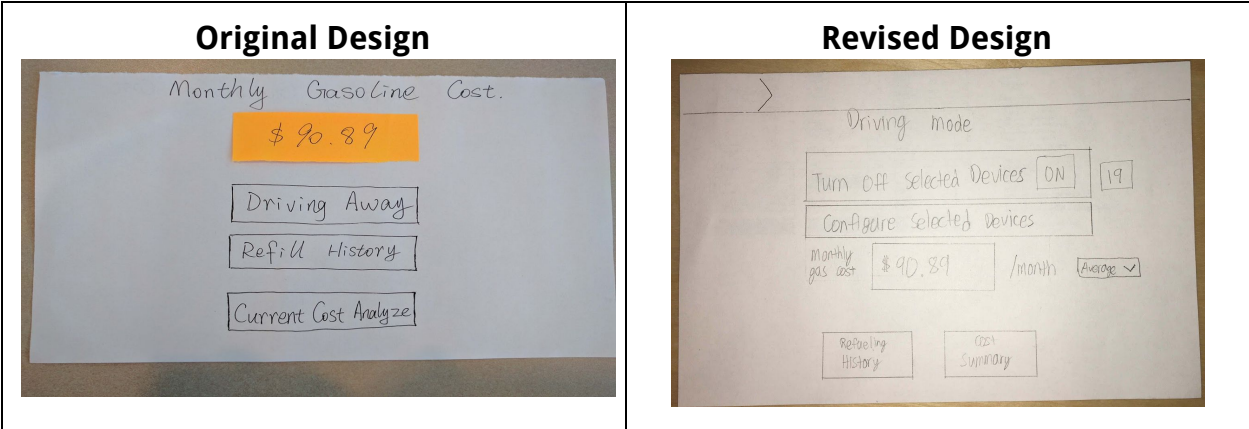 Original Design
Monthly Gasoline Cost.
$90.89
Driving Away
Refill History
Current Cost Analyze
Revised Design
Driving mode
Turn Off Selected Devices ON 19
Configure Selected Devices
monthly
gas cost $90.89 /month Average
Refueling
History
Summary